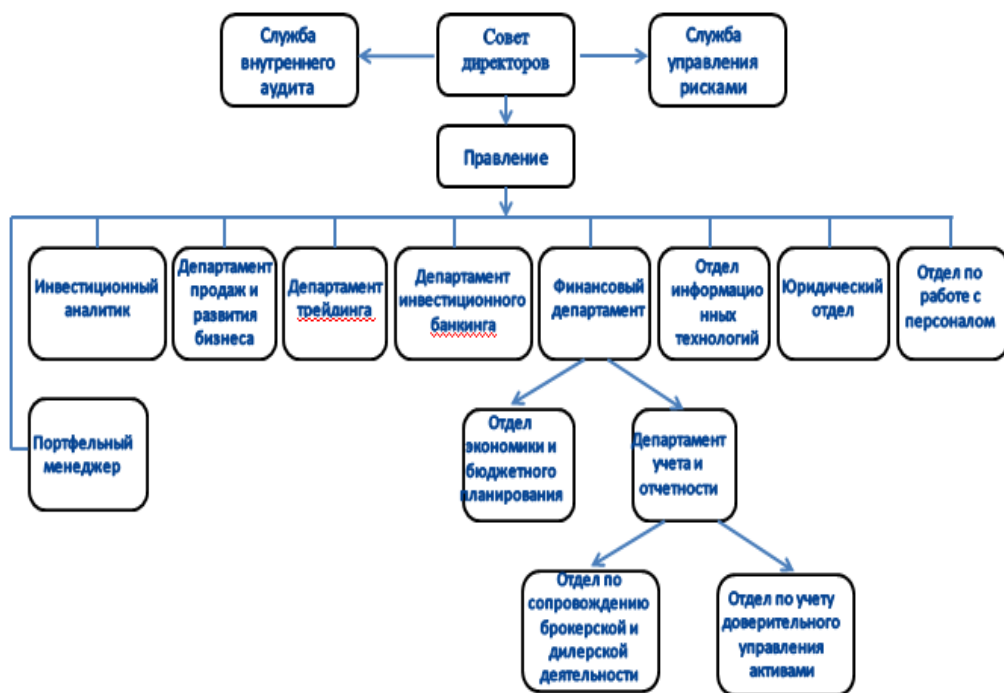 Служба
внутреннего
аудита
Совет
директоров
Служба
управления
рисками
Правление
Инвестиционный
аналитик
Департамент
продаж и
развития
бизнеса
Департамент
трейдинга
Департамент
инвестиционного
банкинга
Финансовый
департамент
Отдел
информацио
нных
технологий
Юридический
отдел
Отдел по
работе с
персоналом
Портфельный
менеджер
Отдел
экономики и
бюджетного
планирования
Департамент
учета и
отчетности
Отдел по
сопровождению
брокерской и
дилерской
деятельности
Отдел по учету
доверительного
управления
активами